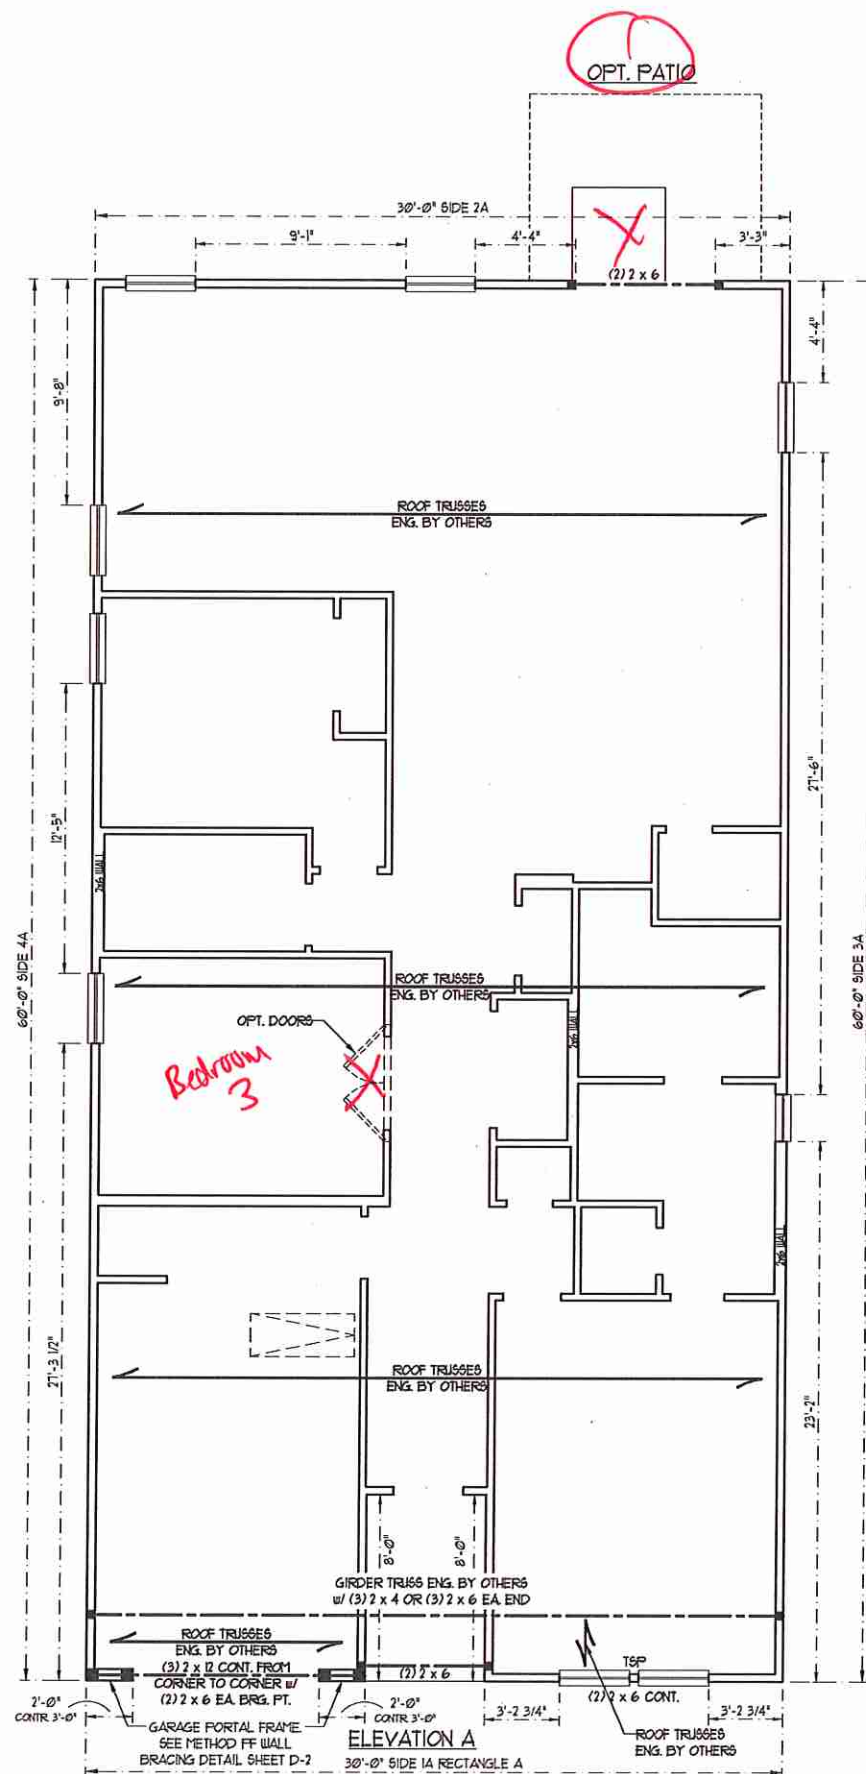 OPT. PATIO
30'-0" SIDE 2A
9'-1"
4'-4"
3'-3"
(2) 2 x 6
9'-8"
4'-4"
ROOF TRUSSES
ENG. BY OTHERS
12'-5"
27'-6"
2x6 WALL
60'-0" SIDE 4A
60'-0" SIDE 3A
ROOF TRUSSES
ENG. BY OTHERS
OPT. DOORS
2x6 WALL
Bedroom
3
2x6 WALL
27'-3 1/2"
ROOF TRUSSES
ENG. BY OTHERS
23'-2"
8'-0"
8'-0"
GIRDER TRUSS ENG. BY OTHERS
w/ (3) 2 x 4 OR (3) 2 x 6 EA. END
ROOF TRUSSES
ENG. BY OTHERS
(3) 2 x 12 CONT. FROM
CORNER TO CORNER w/
(2) 2 x 6 EA. BRG. PT.
(2) 2 x 6
TSP
(2) 2 x 6 CONT.
2'-0"
CONTR. 3'-0"
2'-0"
CONTR. 3'-0"
3'-2 3/4"
3'-2 3/4"
GARAGE PORTAL FRAME
SEE METHOD PF WALL
BRACING DETAIL SHEET D-2
ROOF TRUSSES
ENG. BY OTHERS
ELEVATION A
30'-0" SIDE 1A RECTANGLE A